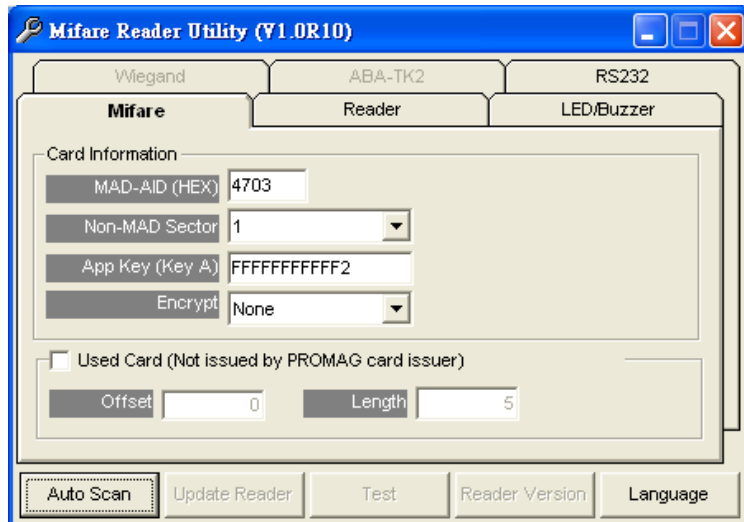 Mifare Reader Utility (V1.0R10)
Wiegand ABA-TK2 RS232
Mifare Reader LED/Buzzer
Card Information
MAD-AID (HEX) 4703
Non-MAD Sector 1
App Key (Key A) FFFFFFFFFFF2
Encrypt None
Used Card (Not issued by PROMAG card issuer)
Offset 0 Length 5
Auto Scan Update Reader Test Reader Version Language